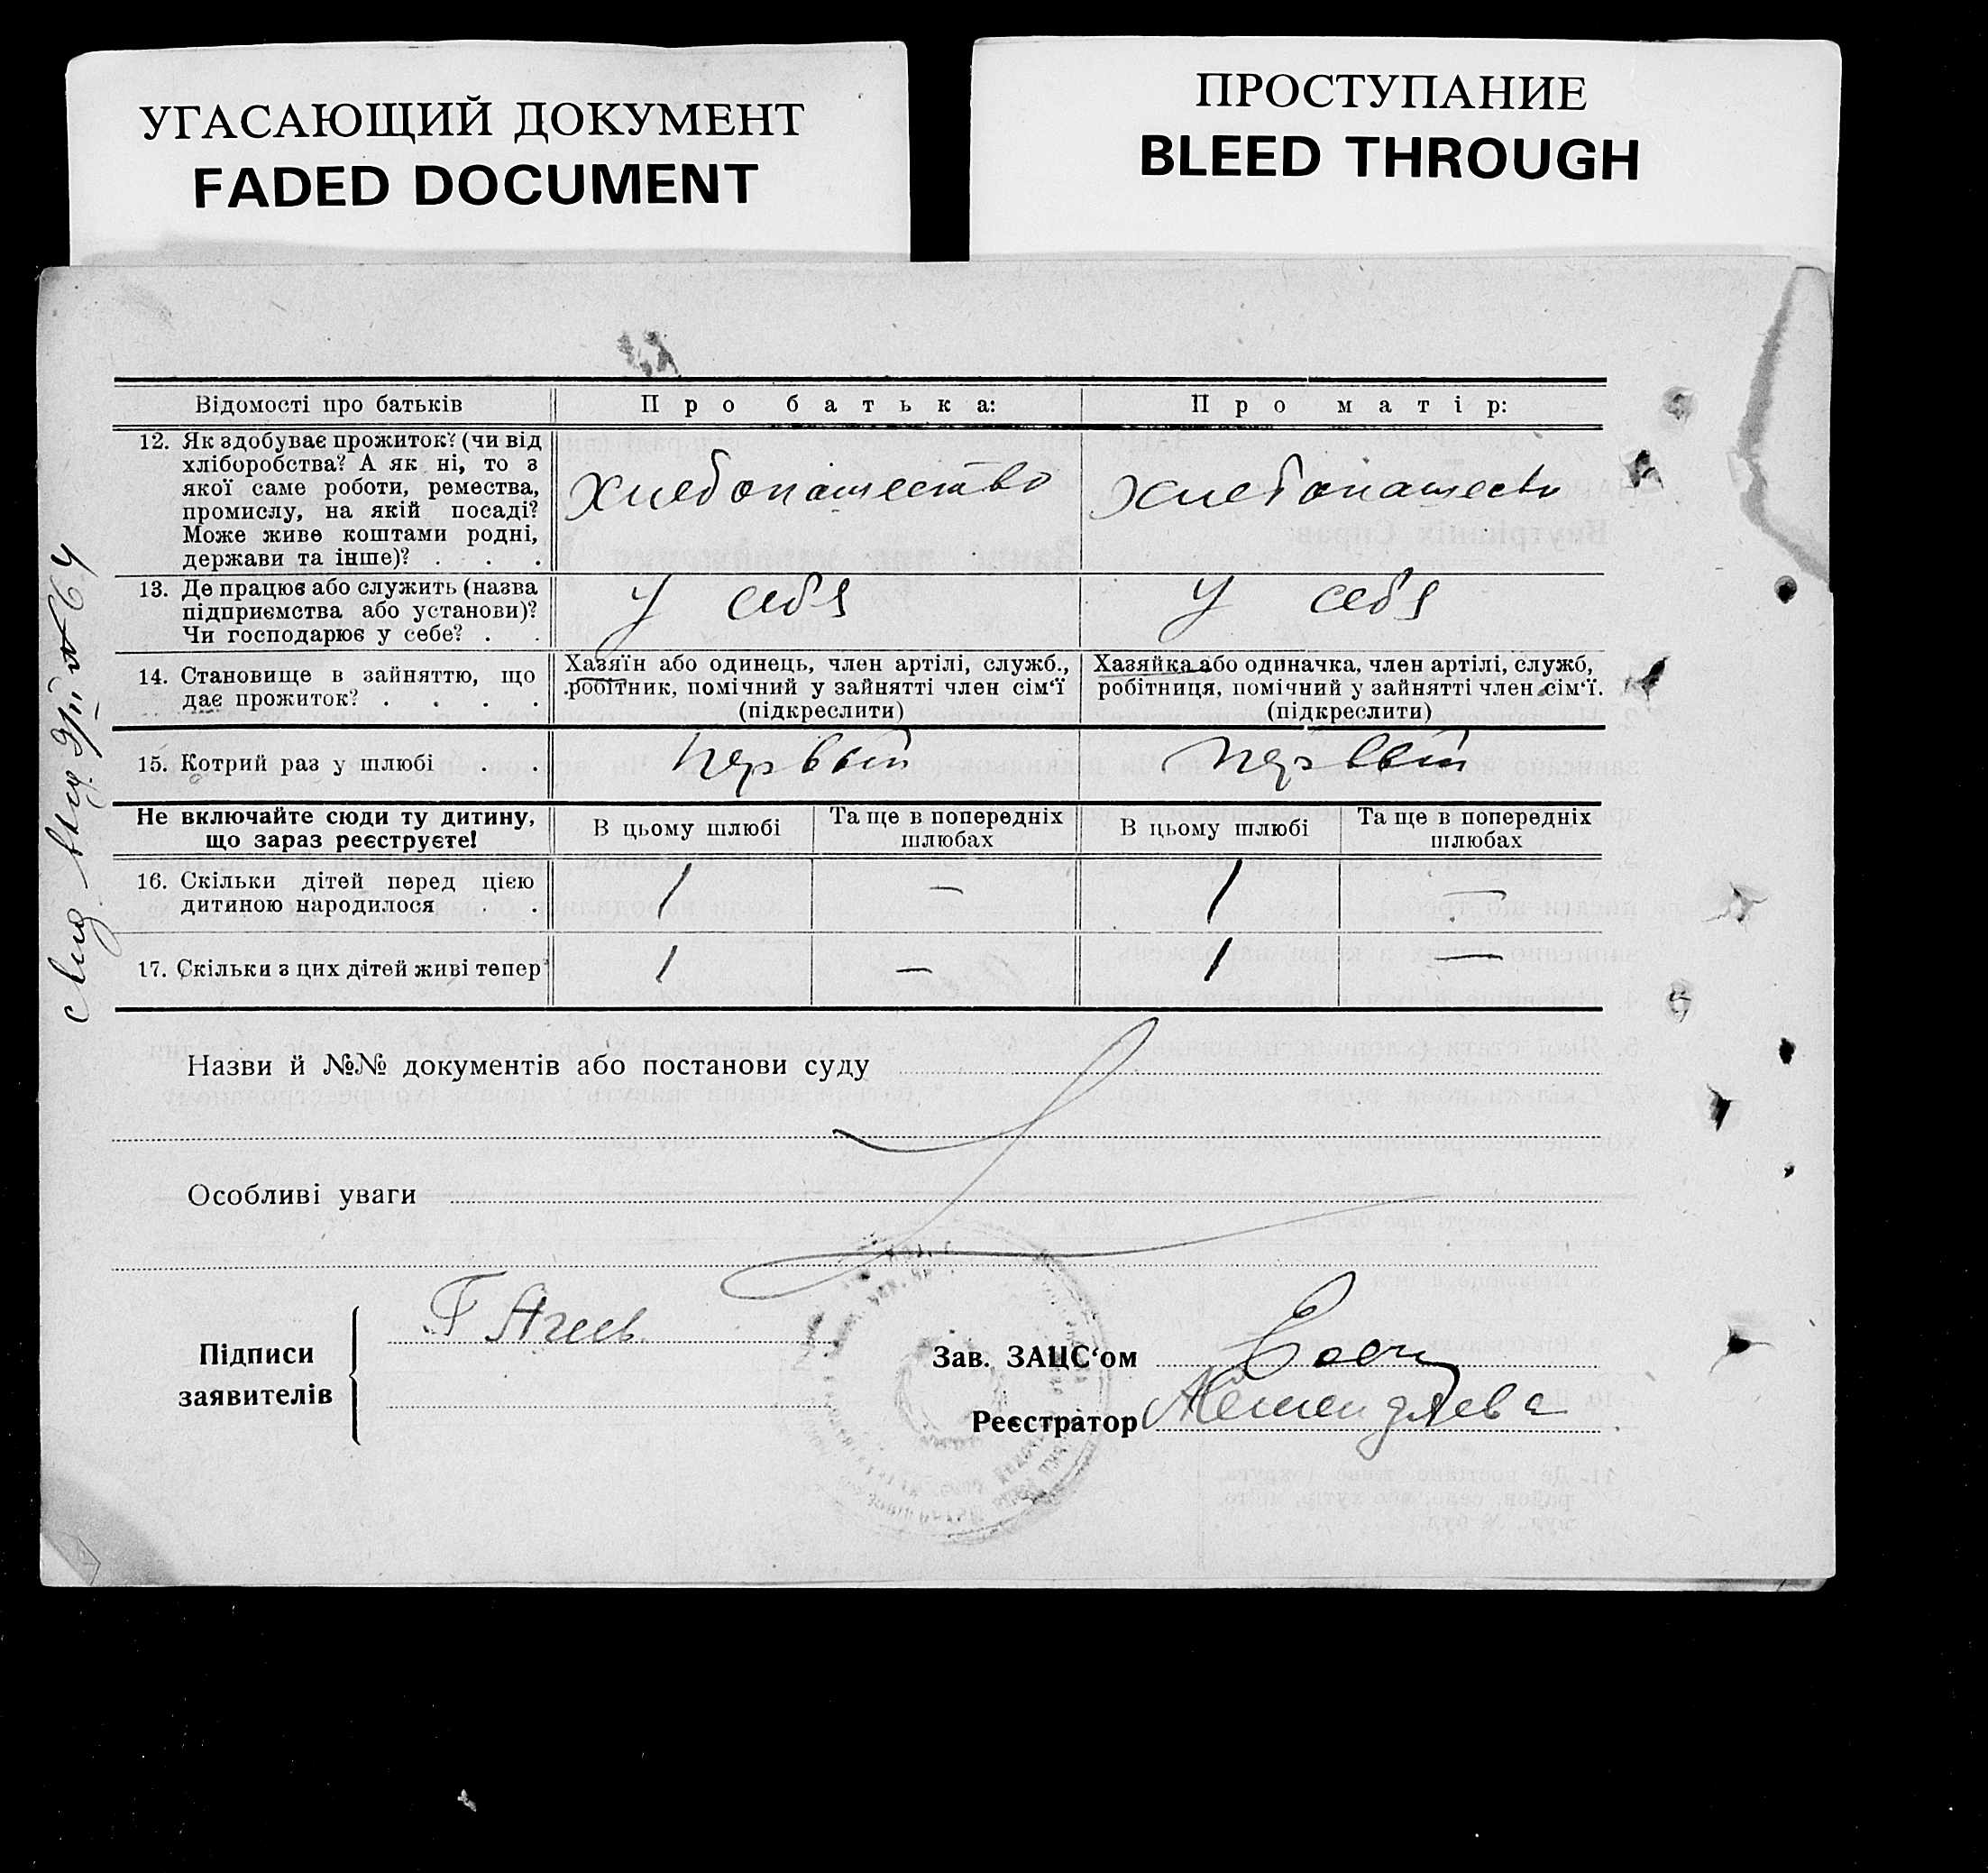 УГАСАЮЩИЙ ДОКУМЕНТ
FADED DOCUMENT
ПРОСТУПАНИЕ
BLEED THROUGH
Відомості про батьків
Про батька:
Про матір:
12. Як здобуває прожиток? (чи від
хліборобства? А як ні, то з
якої саме роботи, ремества,
промислу, на якій посаді?
Може живе коштами родні,
держави та інше)? . . .
Хлебопашество
Хлебопашество
13. Де працює або служить (назва
підприємства або установи)?
Чи господарює у себе? . .
У себя
У себя
14. Становище в зайняттю, що
дає прожиток? . . . .
Хазяїн або одинець, член артілі, служб.,
робітник, помічний у зайнятті член сім'ї
(підкреслити)
Хазяйка або одиначка, член артілі, служб,
робітниця, помічний у зайнятті член сім'ї.
(підкреслити)
15. Котрий раз у шлюбі .
первый
первый
Не включайте сюди ту дитину,
що зараз реєструєте!
В цьому шлюбі
Та ще в попередніх
шлюбах
В цьому шлюбі
Та ще в попередніх
шлюбах
16. Скільки дітей перед цією
дитиною народилося . .
1
—
1
—
17. Скільки з цих дітей живі тепер
1
—
1
—
Назви й №№ документів або постанови суду
Особливі уваги
Підписи
заявителів
Г Агеев
Зав. ЗАЦС'ом
Реєстратор